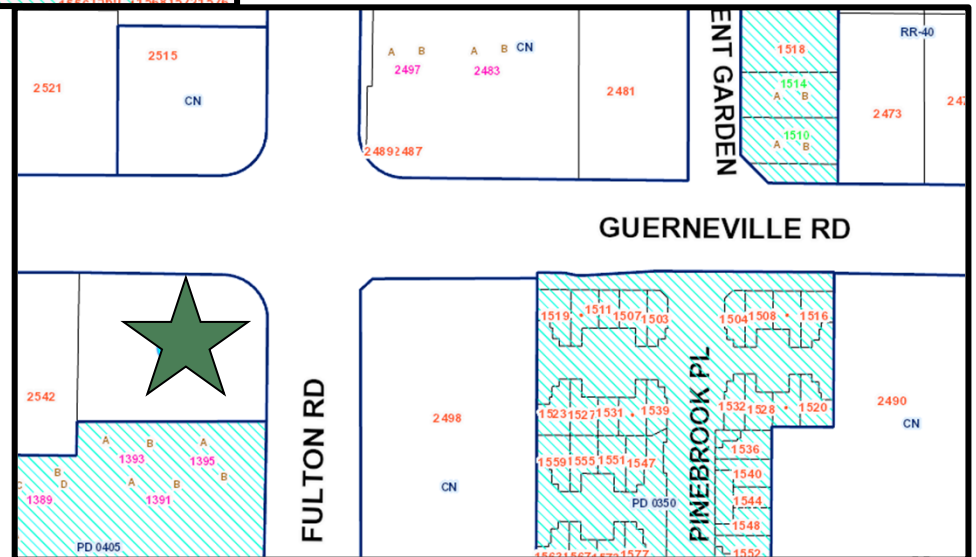 ENT GARDEN
RR-40
2515
2521
CN
A B A B CN
2497 2483
2481
2489 2487
1518
1514
A B
1510
A B
2473
GUERNEVILLE RD
2542
FULTON RD
2498
CN
1519 1511 1507 1503
1504 1508 1516
PINEBROOK PL
1523 1527 1531 1539
1532 1528 1520
2490
CN
1559 1555 1551 1547
1536
1540
1544
1548
1552
PD 0350
1577
A B A
1393 1395
B
A B
1391
B
D
C
1389
PD 0405